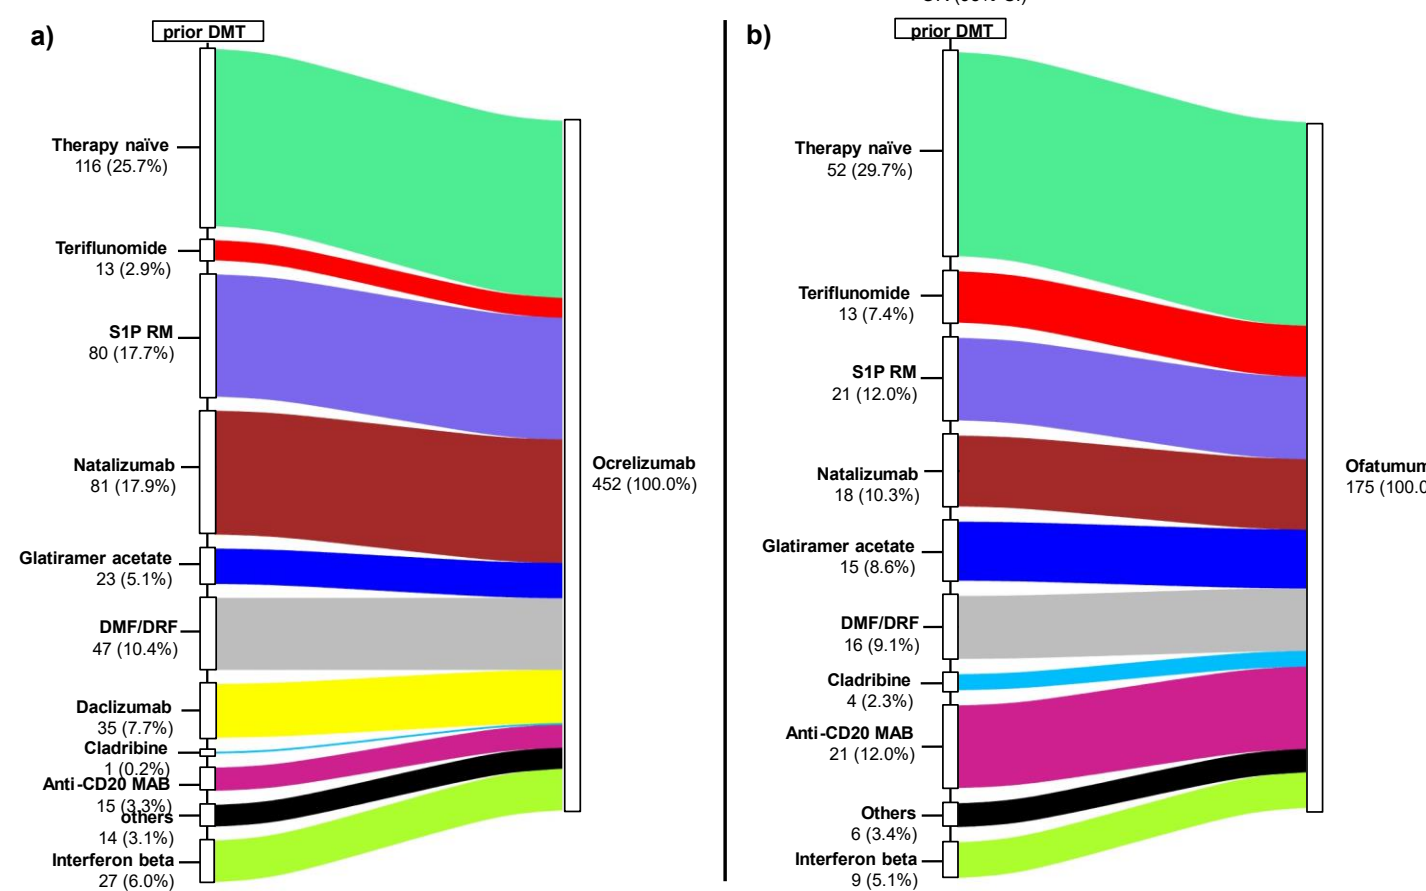 a)
prior DMT
Therapy naïve
116 (25.7%)
Teriflunomide
13 (2.9%)
S1P RM
80 (17.7%)
Natalizumab
81 (17.9%)
Glatiramer acetate
23 (5.1%)
DMF/DRF
47 (10.4%)
Daclizumab
35 (7.7%)
Cladribine
1 (0.2%)
Anti-CD20 MAB
15 (3.3%)
others
14 (3.1%)
Interferon beta
27 (6.0%)
Ocrelizumab
452 (100.0%)
b)
prior DMT
Therapy naïve
52 (29.7%)
Teriflunomide
13 (7.4%)
S1P RM
21 (12.0%)
Natalizumab
18 (10.3%)
Glatiramer acetate
15 (8.6%)
DMF/DRF
16 (9.1%)
Cladribine
4 (2.3%)
Anti-CD20 MAB
21 (12.0%)
Others
6 (3.4%)
Interferon beta
9 (5.1%)
Ofatumum
175 (100.0